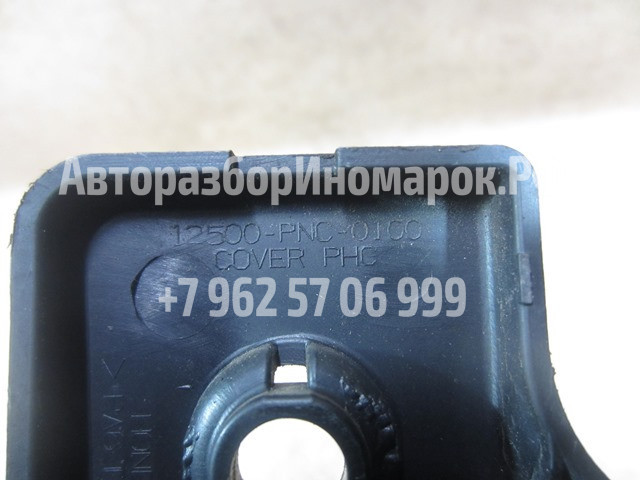 АвторазборИномарок.Р
12500-PNC-0100
COVER PHC
+7 962 57 06 999